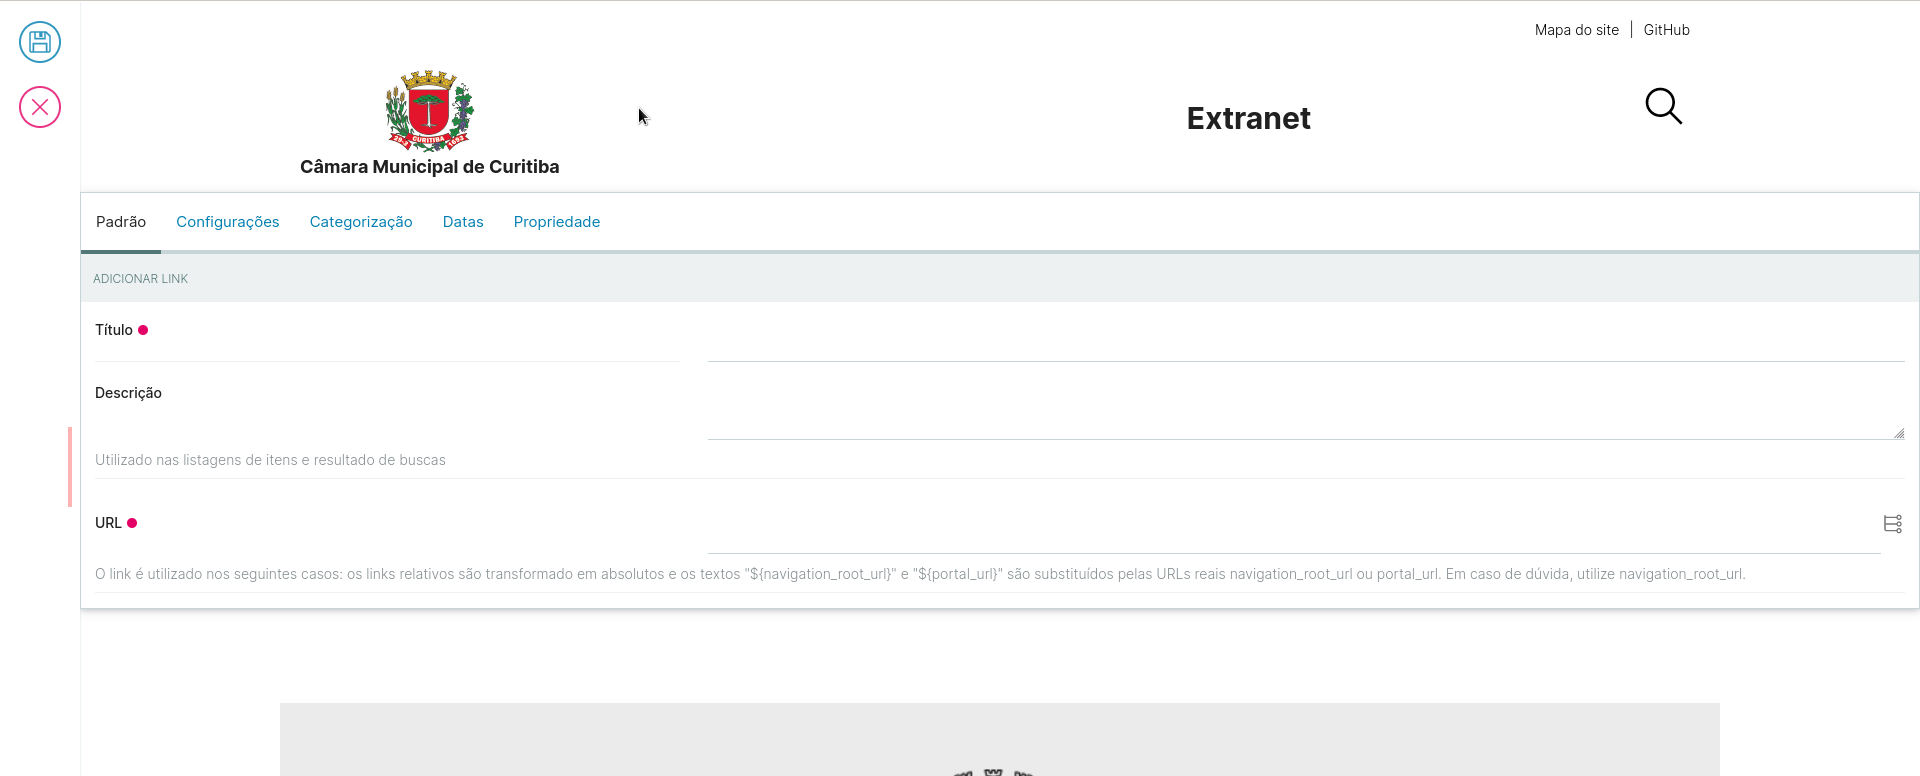 Mapa do site | GitHub
Câmara Municipal de Curitiba
Extranet
Padrão Configurações Categorização Datas Propriedade
ADICIONAR LINK
Título
Descrição
Utilizado nas listagens de itens e resultado de buscas
URL
O link é utilizado nos seguintes casos: os links relativos são transformado em absolutos e os textos "${navigation_root_url}" e "${portal_url}" são substituídos pelas URLs reais navigation_root_url ou portal_url. Em caso de dúvida, utilize navigation_root_url.